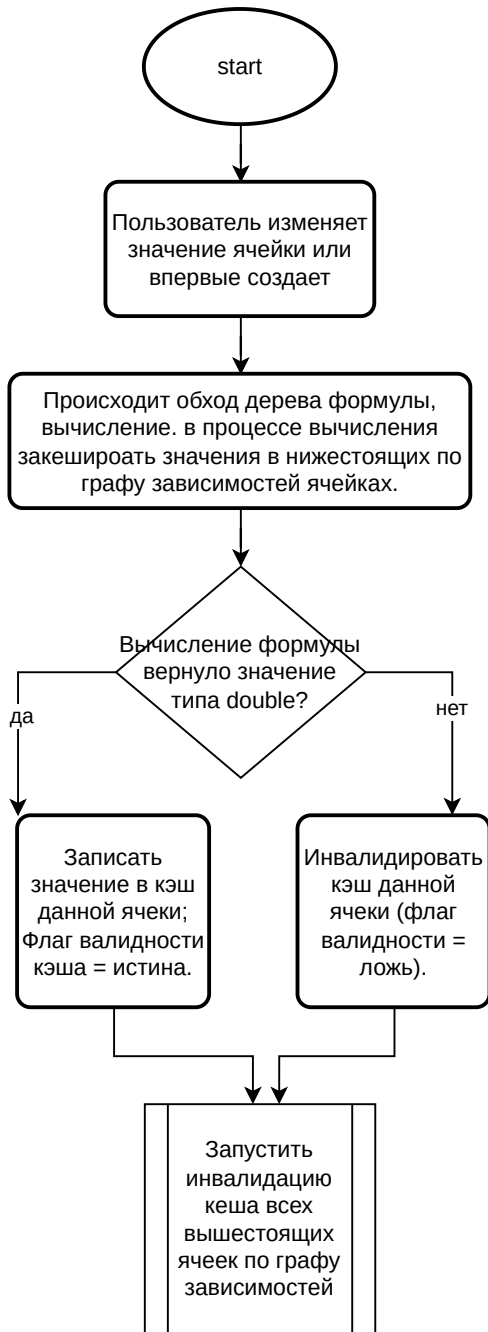 start
Пользователь изменяет
значение ячейки или
впервые создает
Происходит обход дерева формулы,
вычисление. в процессе вычисления
закешироать значения в нижестоящих по
графу зависимостей ячейках.
Вычисление формулы
вернуло значение
типа double?
да
нет
Записать
значение в кэш
данной ячеки;
Флаг валидности
кэша = истина.
Инвалидировать
кэш данной
ячеки (флаг
валидности =
ложь).
Запустить
инвалидацию
кеша всех
вышестоящих
ячеек по графу
зависимостей